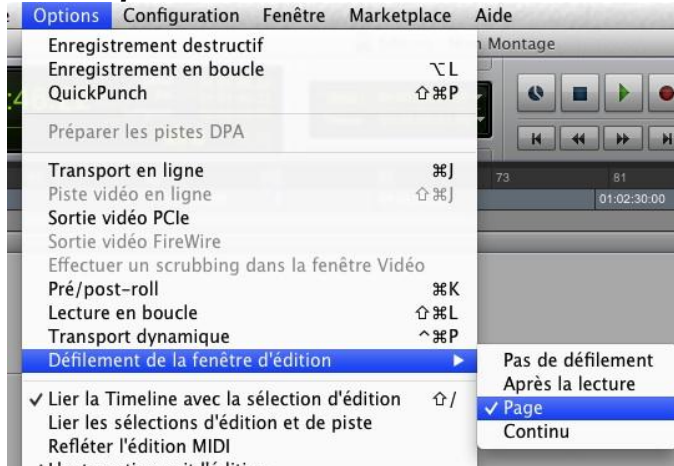 Options Configuration Fenêtre Marketplace Aide
Enregistrement destructif
Enregistrement en boucle ⌥L
QuickPunch ⇧⌘P
Préparer les pistes DPA
Transport en ligne ⌘J
Piste vidéo en ligne ⇧⌘J
Sortie vidéo PCIe
Sortie vidéo FireWire
Effectuer un scrubbing dans la fenêtre Vidéo
Pré/post-roll ⌘K
Lecture en boucle ⇧⌘L
Transport dynamique ^⌘P
Défilement de la fenêtre d'édition ▶
✓ Lier la Timeline avec la sélection d'édition ⇧/
Lier les sélections d'édition et de piste
Refléter l'édition MIDI
Pas de défilement
Après la lecture
✓ Page
Continu
Montage
73 81
01:02:30:00